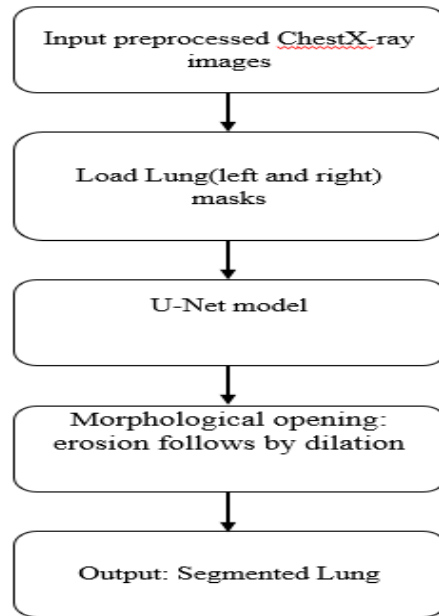 Input preprocessed ChestX-ray
images
Load Lung(left and right)
masks
U-Net model
Morphological opening:
erosion follows by dilation
Output: Segmented Lung